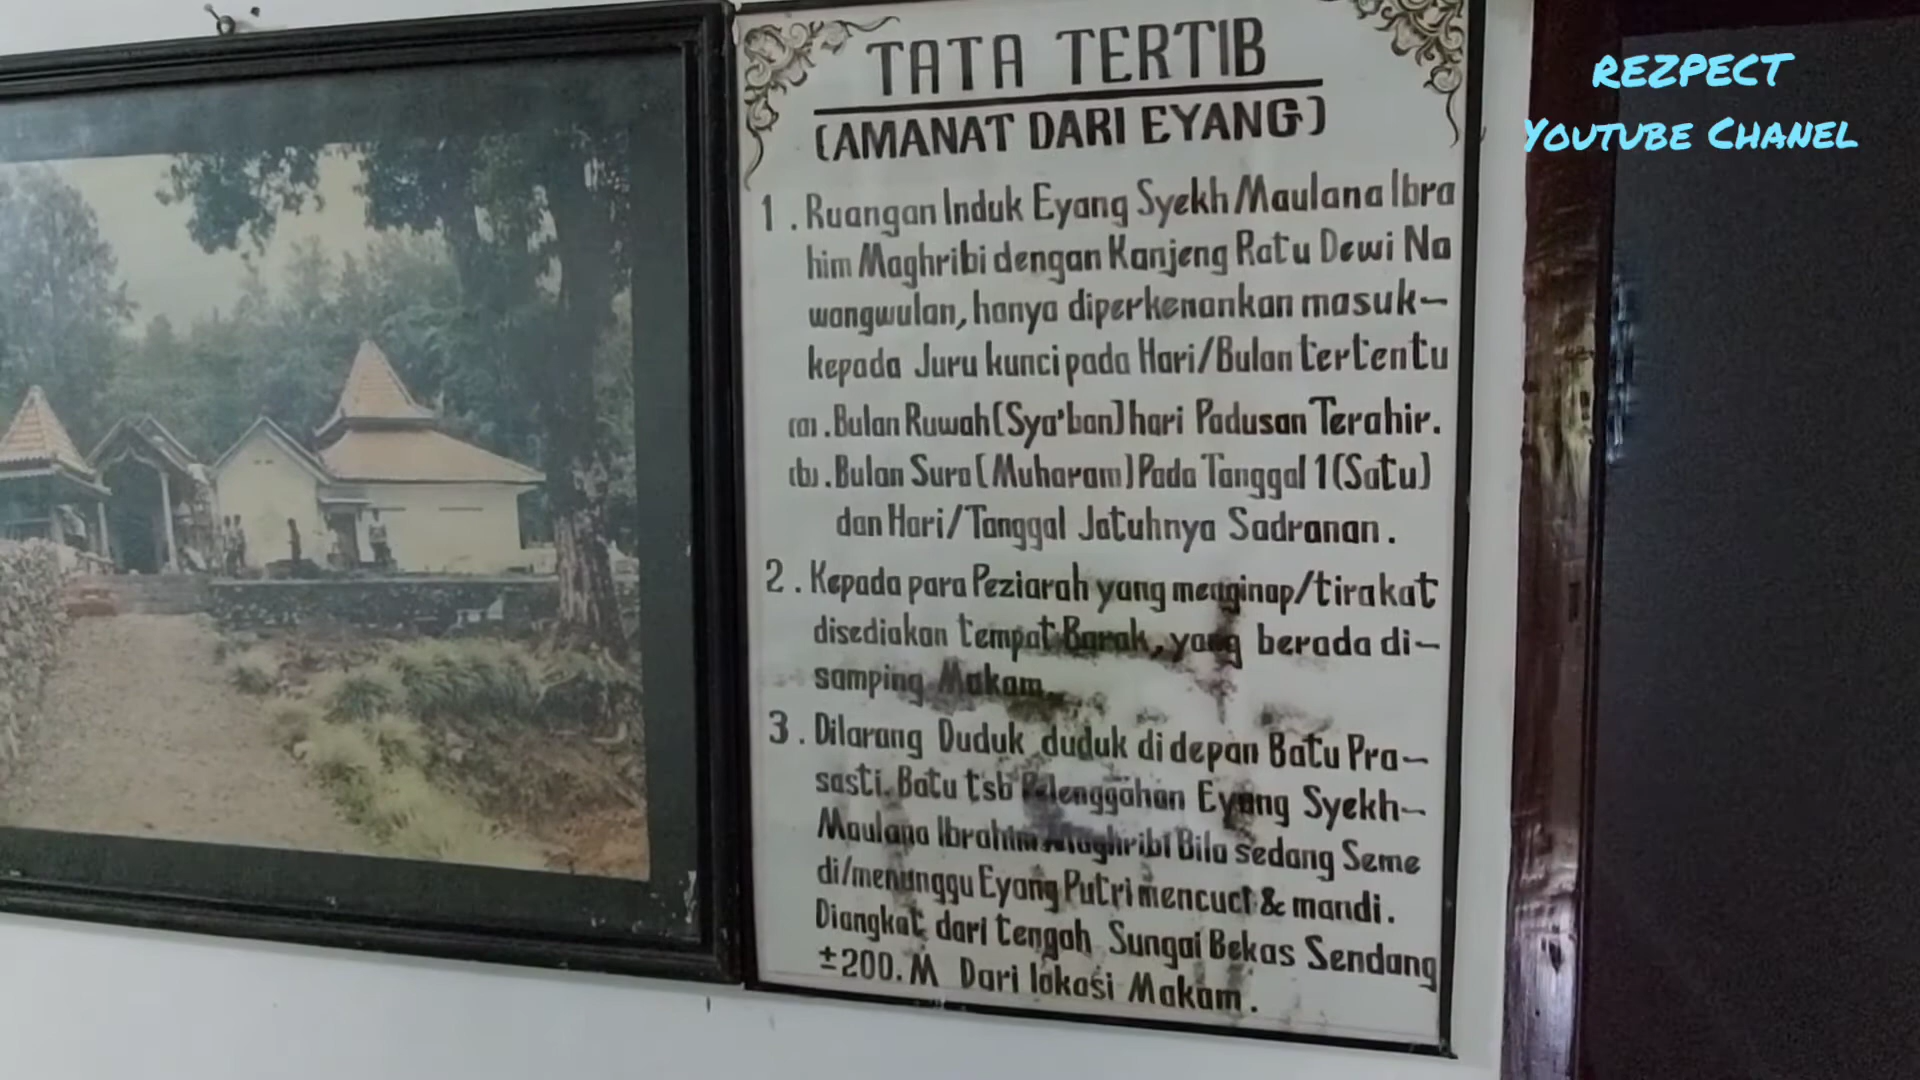 TATA TERTIB
(AMANAT DARI EYANG)
1. Ruangan Induk Eyang Syekh Maulana Ibra
him Maghribi dengan Kanjeng Ratu Dewi Na
wangwulan, hanya diperkenankan masuk-
kepada Juru kunci pada Hari/Bulan tertentu
(a). Bulan Ruwah (Sya'ban) hari Padusan Terahir.
(b). Bulan Suro (Muharam) Pada Tanggal 1 (Satu)
dan Hari/Tanggal Jatuhnya Sadranan.
2. Kepada para Peziarah yang menginap/tirakat
disediakan tempat Barak, yang berada di-
samping Makam.
3. Dilarang Duduk duduk di depan Batu Pra-
sasti. Batu tsb Pelenggahan Eyang Syekh-
Maulana Ibrahim Maghribi Bila sedang Seme
di/menunggu Eyang Putri mencuci & mandi.
Diangkat dari tengah Sungai Bekas Sendang
±200.M Dari lokasi Makam.
REZPECT
YOUTUBE CHANEL